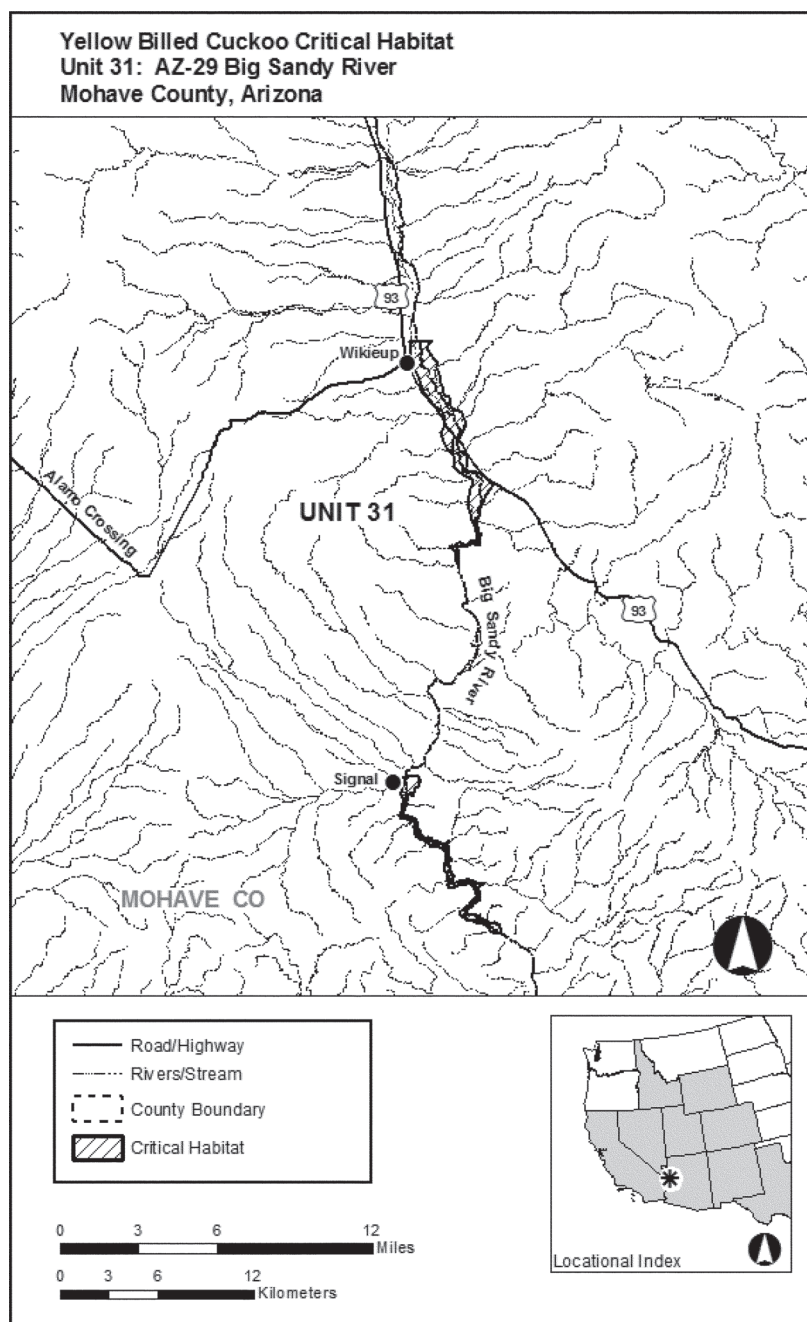 Yellow Billed Cuckoo Critical Habitat
Unit 31: AZ-29 Big Sandy River
Mohave County, Arizona
93
Wikieup
Alamo Crossing
UNIT 31
Big Sandy River
93
Signal
MOHAVE CO
Road/Highway
Rivers/Stream
County Boundary
Critical Habitat
0 3 6 12
Miles
0 3 6 12
Kilometers
Locational Index